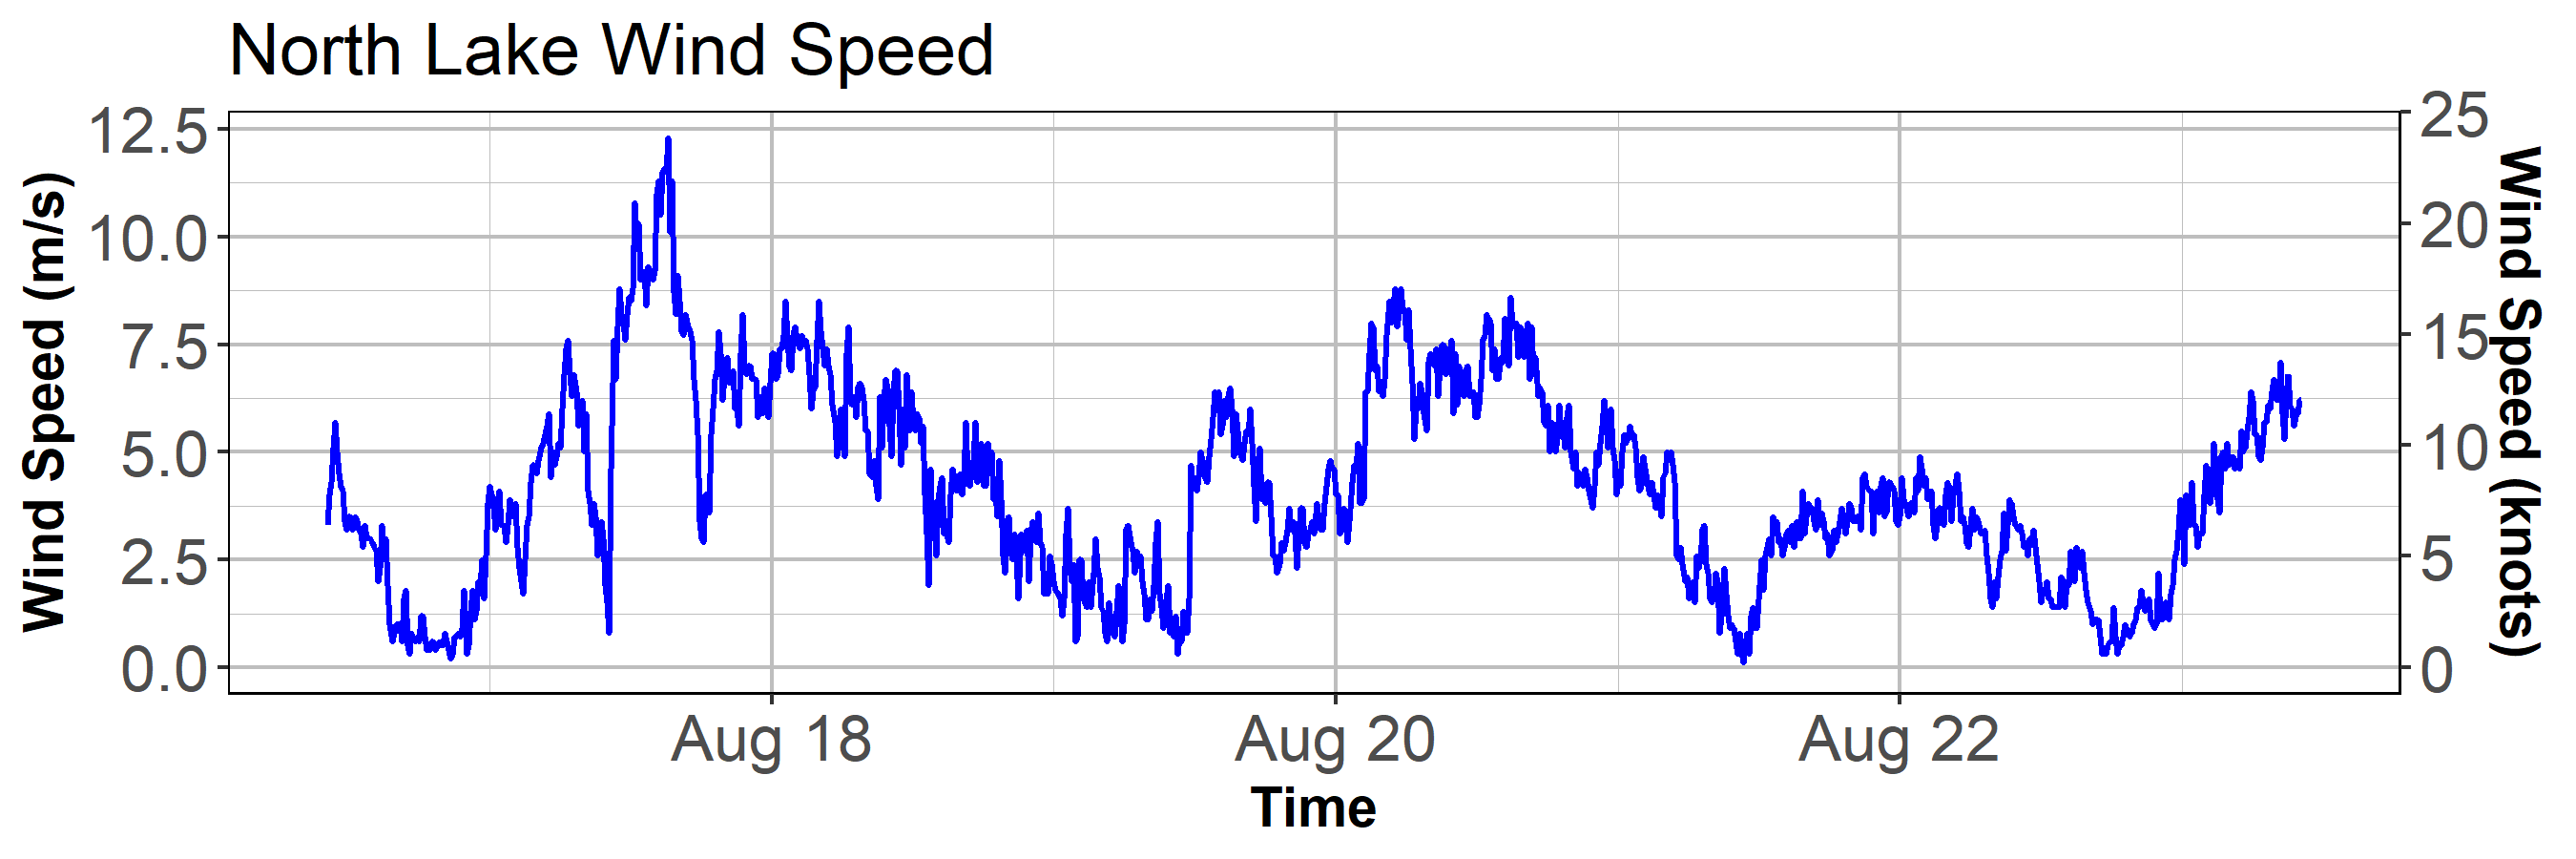 North Lake Wind Speed
Wind Speed (m/s)
12.5
10.0
7.5
5.0
2.5
0.0
25
20
15
10
5
0
Wind Speed (knots)
Aug 18
Aug 20
Aug 22
Time